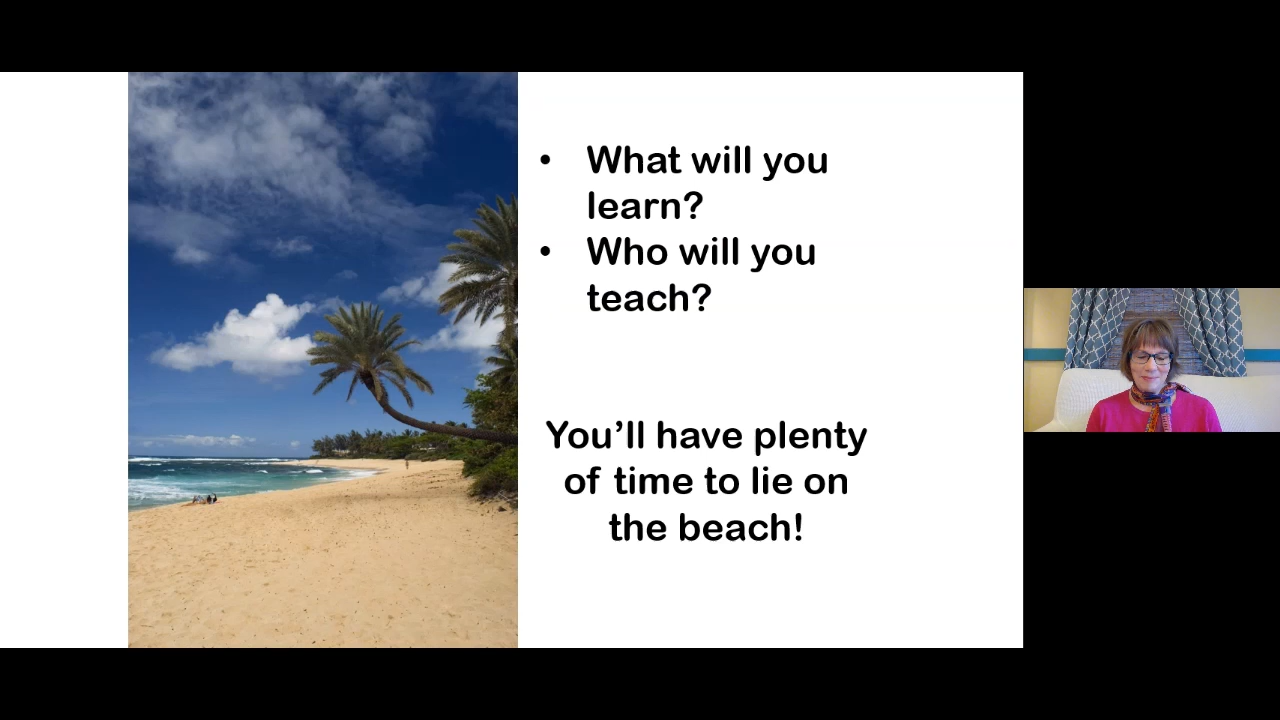 • What will you
learn?
• Who will you
teach?
You’ll have plenty
of time to lie on
the beach!